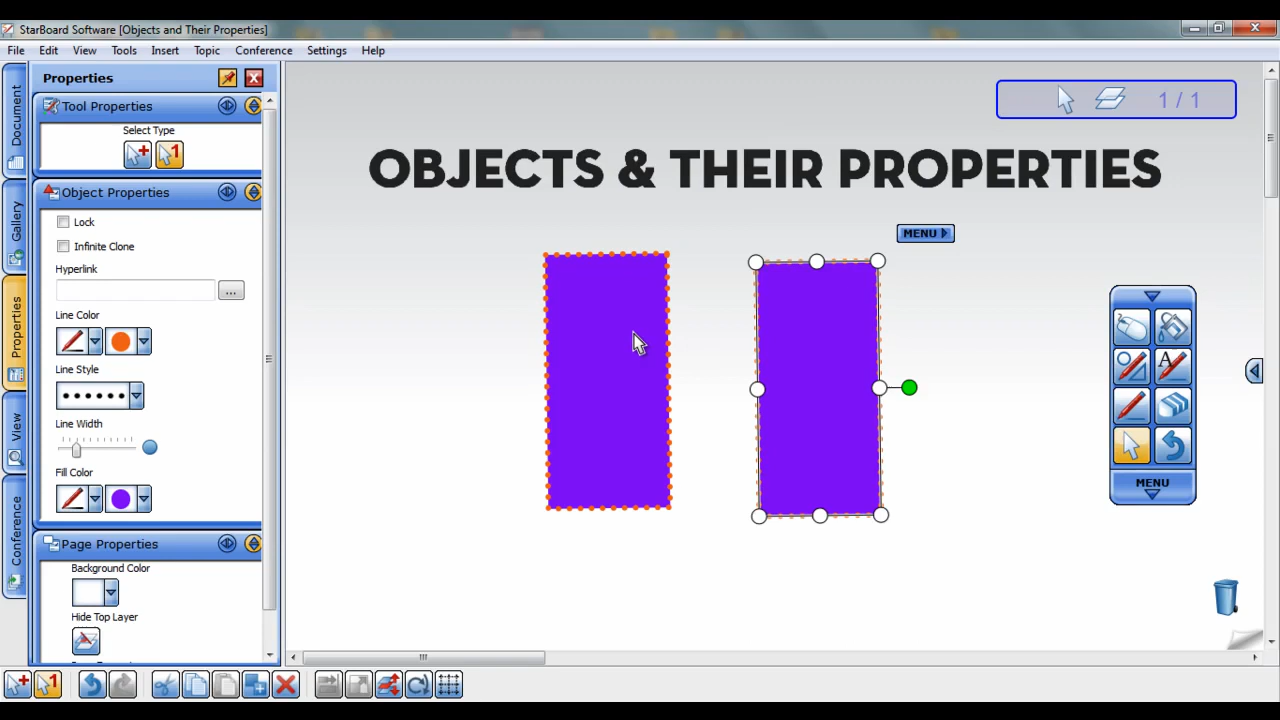 StarBoard Software [Objects and Their Properties]
File Edit View Tools Insert Topic Conference Settings Help
Document
Gallery
Properties
View
Conference
Properties
Tool Properties
Select Type
Object Properties
Lock
Infinite Clone
Hyperlink
...
Line Color
Line Style
Line Width
Fill Color
Page Properties
Background Color
Hide Top Layer
1 / 1
OBJECTS & THEIR PROPERTIES
MENU
A
MENU